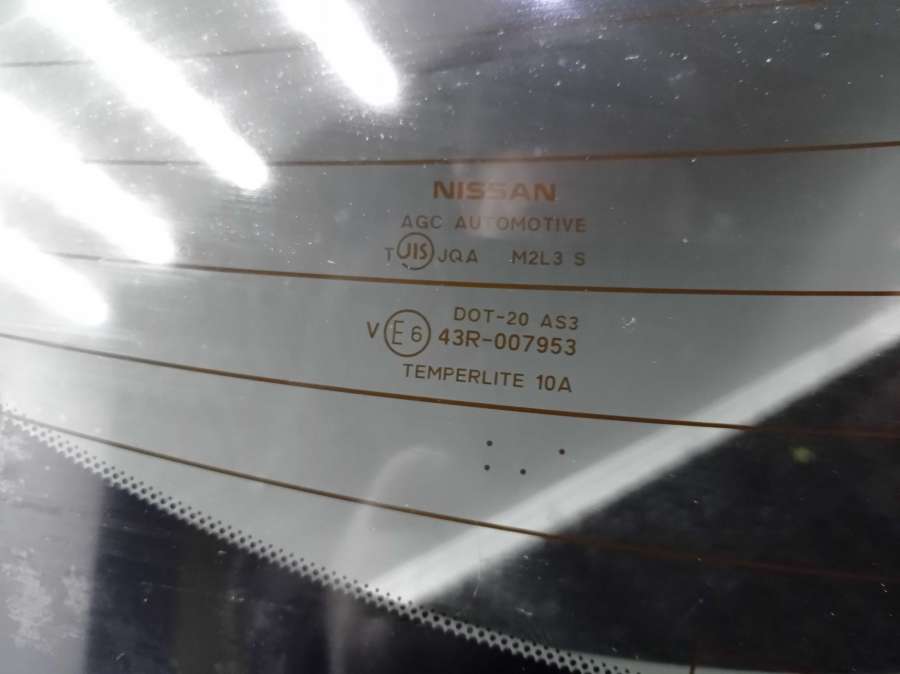 NISSAN
AGC AUTOMOTIVE
T JIS JQA M2L3 S
DOT-20 AS3
V E6 43R-007953
TEMPERLITE 10A